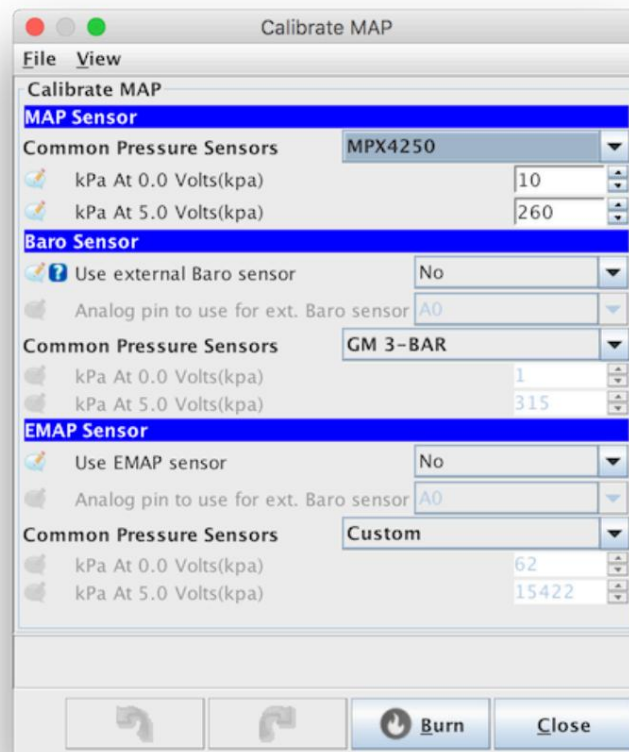 Calibrate MAP
File View
Calibrate MAP
MAP Sensor
Common Pressure Sensors MPX4250
kPa At 0.0 Volts(kpa) 10
kPa At 5.0 Volts(kpa) 260
Baro Sensor
? Use external Baro sensor No
Analog pin to use for ext. Baro sensor A0
Common Pressure Sensors GM 3-BAR
kPa At 0.0 Volts(kpa) 1
kPa At 5.0 Volts(kpa) 315
EMAP Sensor
Use EMAP sensor No
Analog pin to use for ext. Baro sensor A0
Common Pressure Sensors Custom
kPa At 0.0 Volts(kpa) 62
kPa At 5.0 Volts(kpa) 15422
Burn Close